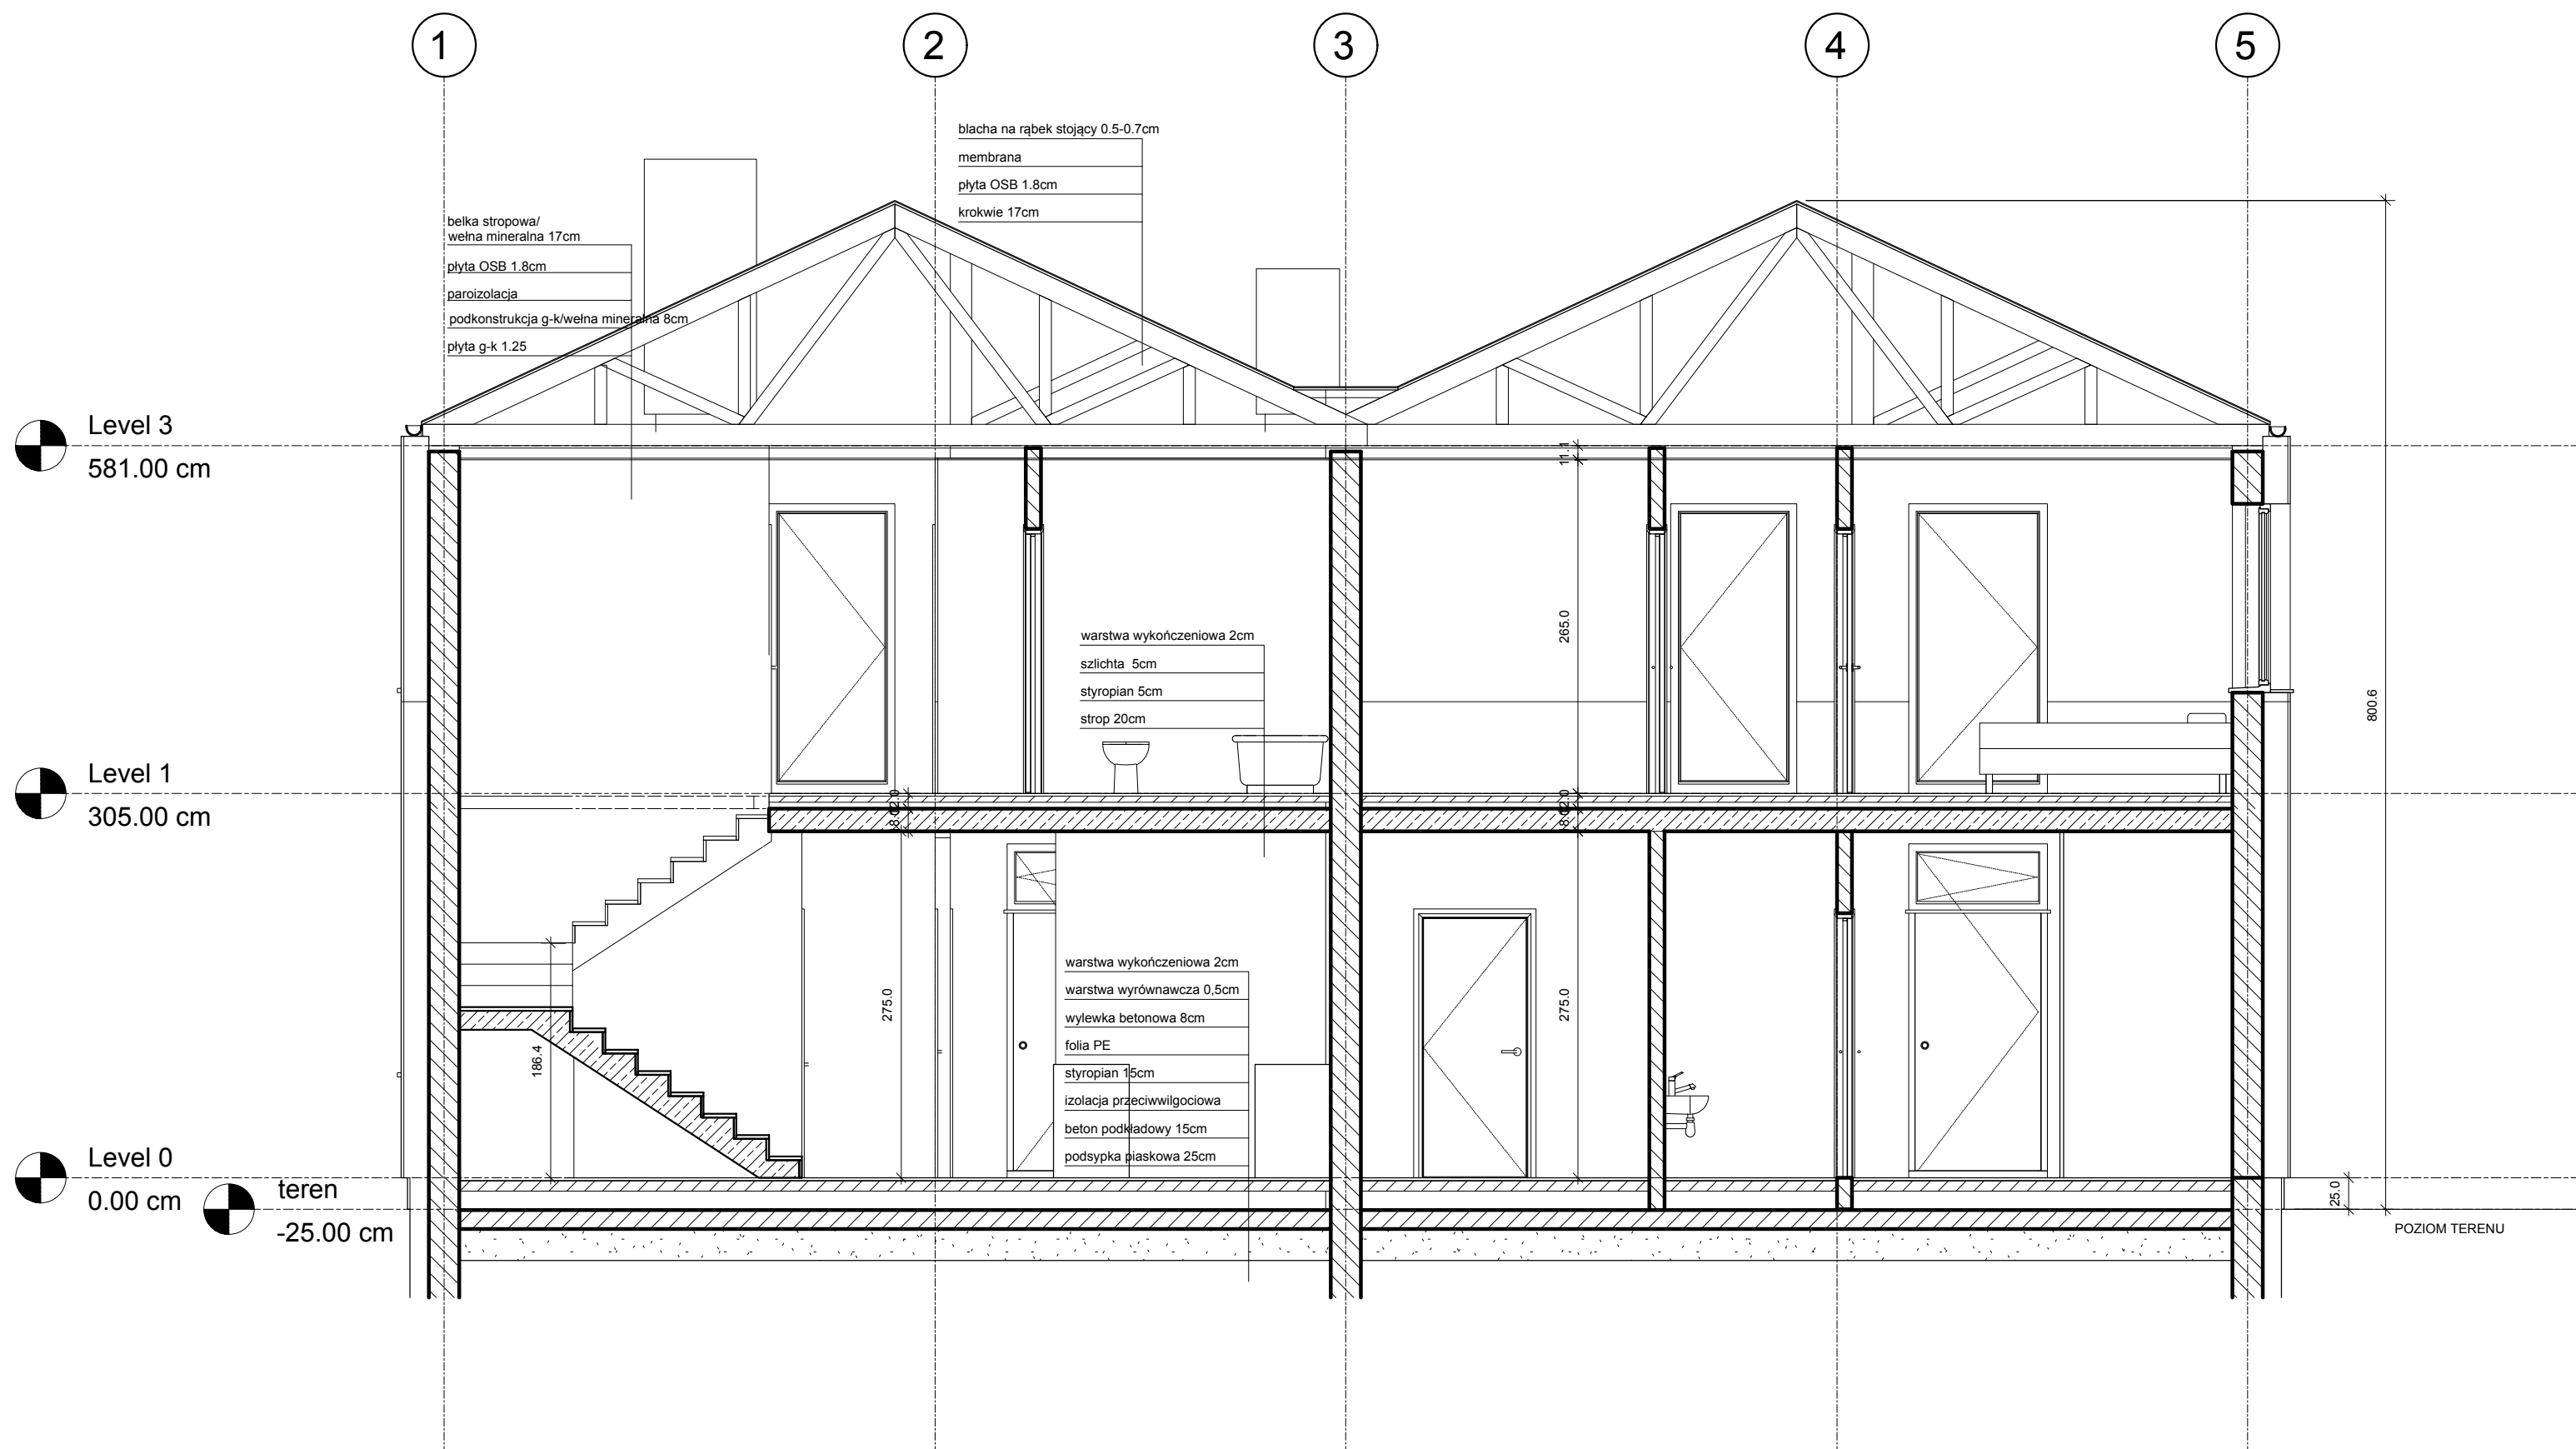 1
2
3
4
5
blacha na rąbek stojący 0.5-0.7cm
membrana
płyta OSB 1.8cm
krokwie 17cm
belka stropowa/
wełna mineralna 17cm
płyta OSB 1.8cm
paroizolacja
podkonstrukcja g-k/wełna mineralna 8cm
płyta g-k 1.25
Level 3
581.00 cm
11.1
265.0
warstwa wykończeniowa 2cm
szlichta 5cm
styropian 5cm
strop 20cm
800.6
Level 1
305.00 cm
warstwa wykończeniowa 2cm
warstwa wyrównawcza 0,5cm
wylewka betonowa 8cm
folia PE
styropian 15cm
izolacja przeciwwilgociowa
beton podkładowy 15cm
podsypka piaskowa 25cm
186.4
275.0
275.0
Level 0
0.00 cm
teren
-25.00 cm
25.0
POZIOM TERENU